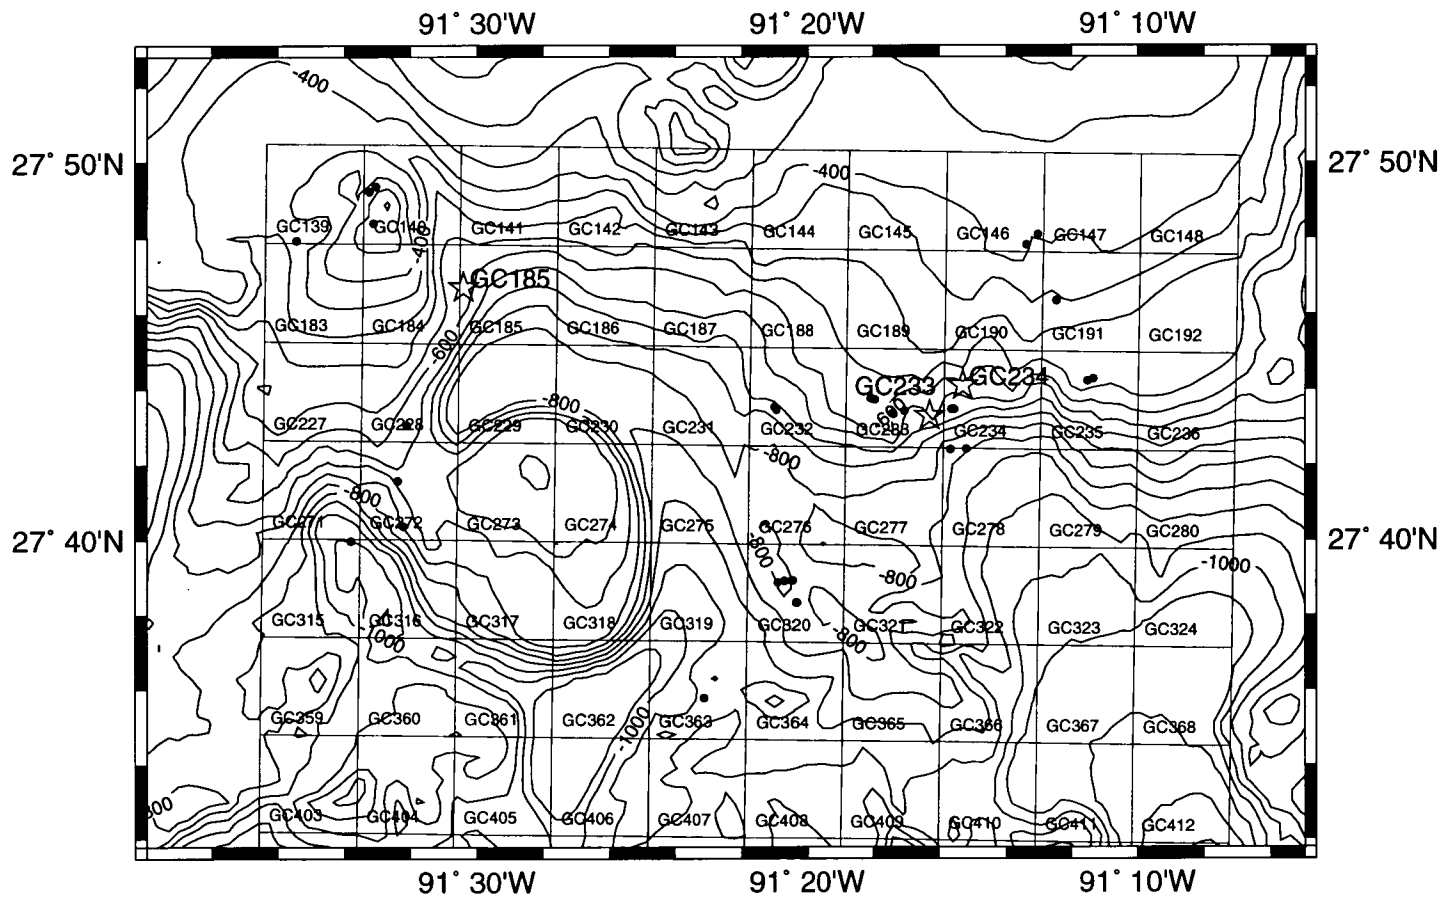 91° 30'W 91° 20'W 91° 10'W
-400
27° 50'N 27° 50'N
-400
GC139 GC140 GC141 GC142 GC143 GC144 GC145 GC146 GC147 GC148
-400
GC185
GC183 GC184 GC185 GC186 GC187 GC188 GC189 GC190 GC191 GC192
-600
GC233 GC234
-800 -600
GC227 GC228 GC229 GC230 GC231 GC232 GC233 GC234 GC235 GC236
-800
-800
GC271 GC272 GC273 GC274 GC275 GC276 GC277 GC278 GC279 GC280
27° 40'N 27° 40'N
-800 -800 -1000
GC315 GC316 GC317 GC318 GC319 GC320 GC321 GC322 GC323 GC324
-1000 -800
GC359 GC360 GC361 GC362 GC363 GC364 GC365 GC366 GC367 GC368
-1000
GC403 GC404 GC405 GC406 GC407 GC408 GC409 GC410 GC411 GC412
91° 30'W 91° 20'W 91° 10'W